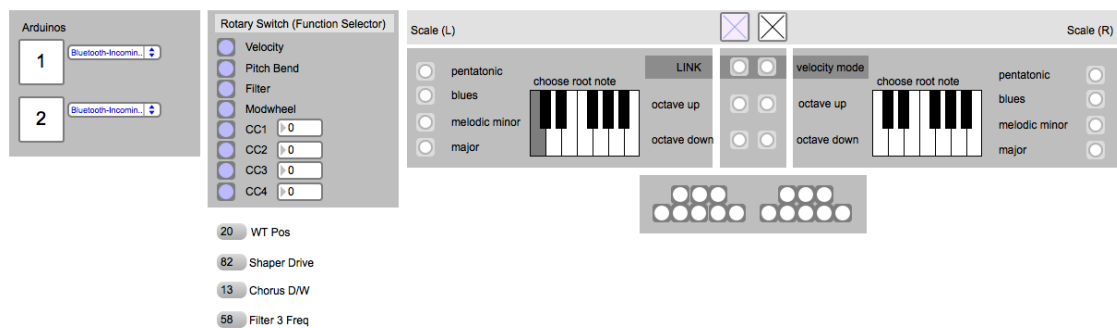 Arduinos
1
Bluetooth-Incomin..
2
Bluetooth-Incomin..
Rotary Switch (Function Selector)
Velocity
Pitch Bend
Filter
Modwheel
CC1 0
CC2 0
CC3 0
CC4 0
20 WT Pos
82 Shaper Drive
13 Chorus D/W
58 Filter 3 Freq
Scale (L)
pentatonic
blues
melodic minor
major
choose root note
LINK
octave up
octave down
velocity mode
octave up
octave down
choose root note
Scale (R)
pentatonic
blues
melodic minor
major